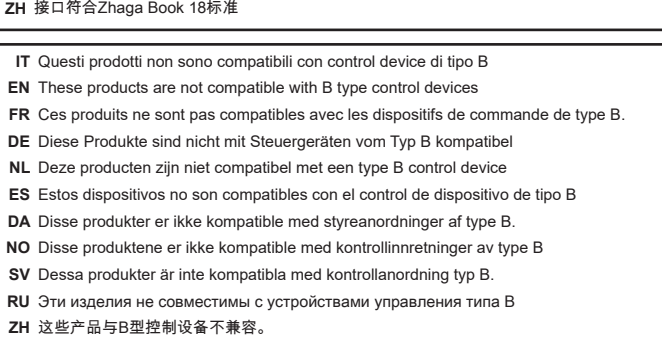 ZH 接口符合Zhaga Book 18标准
IT Questi prodotti non sono compatibili con control device di tipo B
EN These products are not compatible with B type control devices
FR Ces produits ne sont pas compatibles avec les dispositifs de commande de type B.
DE Diese Produkte sind nicht mit Steuergeräten vom Typ B kompatibel
NL Deze producten zijn niet compatibel met een type B control device
ES Estos dispositivos no son compatibles con el control de dispositivo de tipo B
DA Disse produkter er ikke kompatible med styreanordninger af type B.
NO Disse produktene er ikke kompatible med kontrollinnretninger av type B
SV Dessa produkter är inte kompatibla med kontrollanordning typ B.
RU Эти изделия не совместимы с устройствами управления типа В
ZH 这些产品与B型控制设备不兼容。